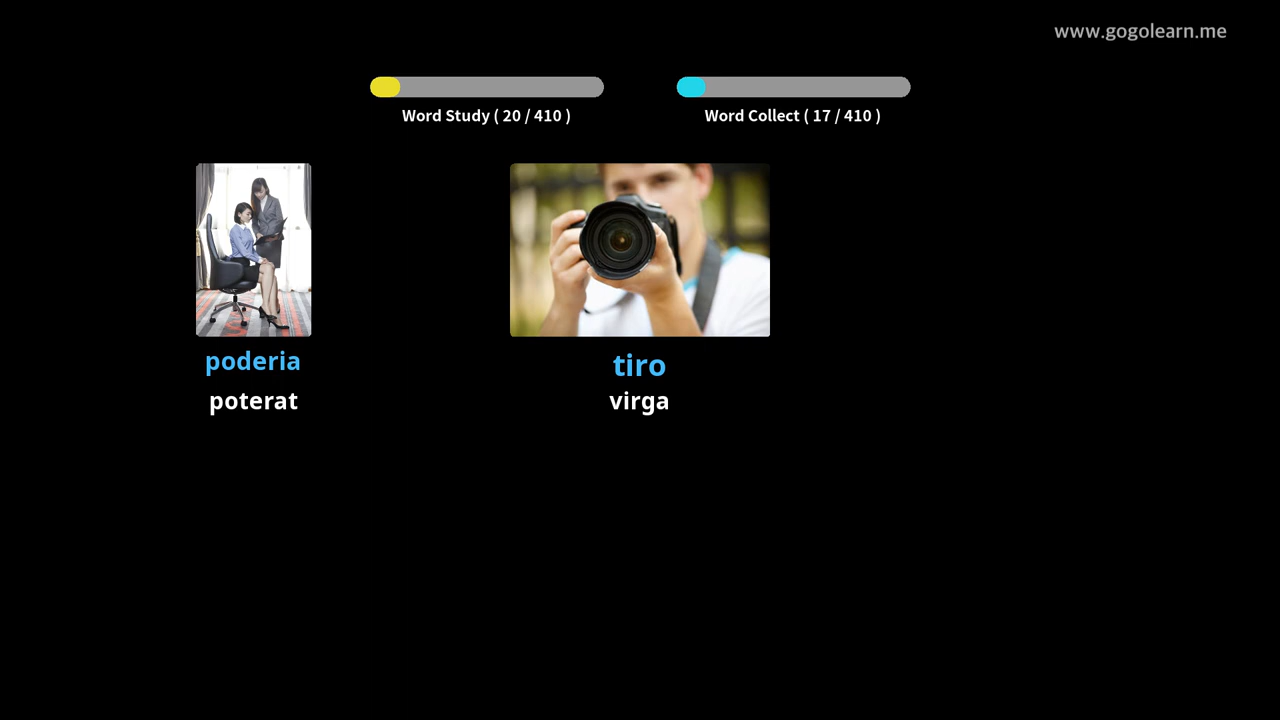 www.gogolearn.me
Word Study ( 20 / 410 )
Word Collect ( 17 / 410 )
poderia
poterat
tiro
virga